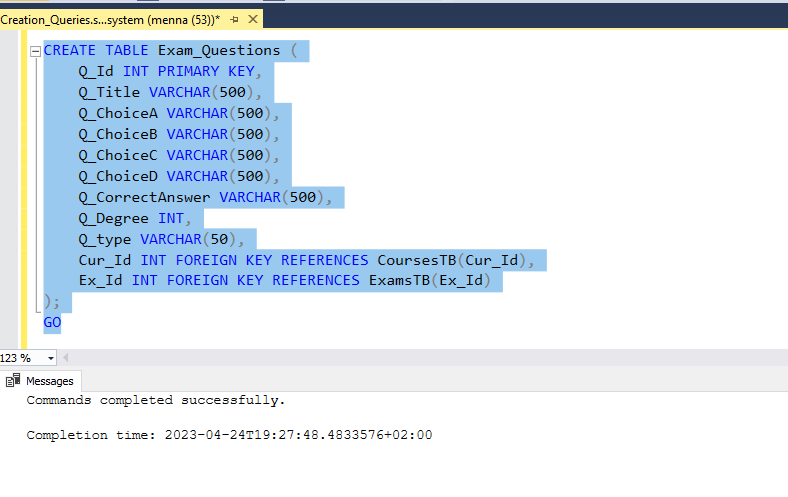 Creation_Queries.s...system (menna (53))*
CREATE TABLE Exam_Questions (
Q_Id INT PRIMARY KEY,
Q_Title VARCHAR(500),
Q_ChoiceA VARCHAR(500),
Q_ChoiceB VARCHAR(500),
Q_ChoiceC VARCHAR(500),
Q_ChoiceD VARCHAR(500),
Q_CorrectAnswer VARCHAR(500),
Q_Degree INT,
Q_type VARCHAR(50),
Cur_Id INT FOREIGN KEY REFERENCES CoursesTB(Cur_Id),
Ex_Id INT FOREIGN KEY REFERENCES ExamsTB(Ex_Id)
);
GO
123 %
Messages
Commands completed successfully.
Completion time: 2023-04-24T19:27:48.4833576+02:00